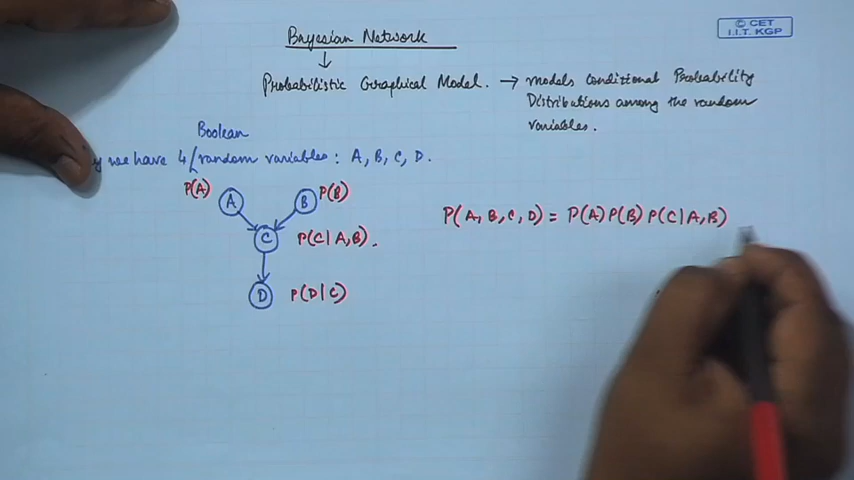 Bayesian Network
© CET
I.I.T. KGP
Probabilistic Graphical Model. → models Conditional Probability
Distributions among the random
variables.
Boolean
we have 4 random variables: A, B, C, D.
P(A) A B P(B)
P(A, B, C, D) = P(A) P(B) P(C|A,B)
C P(C|A,B).
D P(D|C)